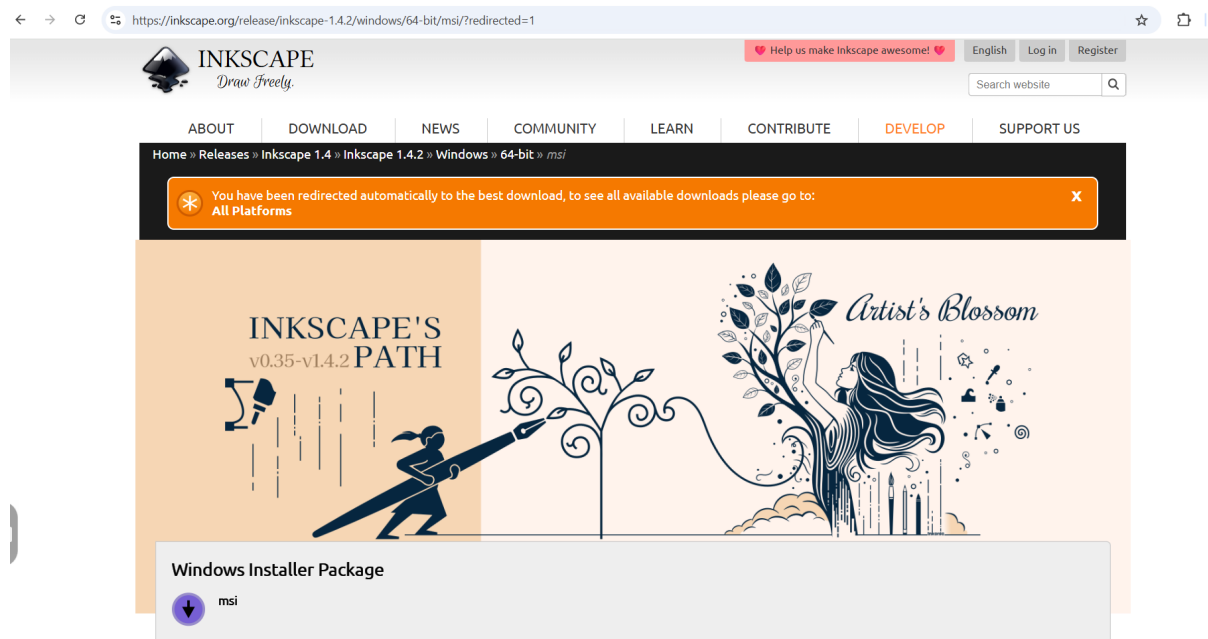 https://inkscape.org/release/inkscape-1.4.2/windows/64-bit/msi/?redirected=1
INKSCAPE
Draw Freely.
Help us make Inkscape awesome!
English Log in Register
Search website
ABOUT DOWNLOAD NEWS COMMUNITY LEARN CONTRIBUTE DEVELOP SUPPORT US
Home » Releases » Inkscape 1.4 » Inkscape 1.4.2 » Windows » 64-bit » msi
You have been redirected automatically to the best download, to see all available downloads please go to:
All Platforms
X
INKSCAPE'S
v0.35-v1.4.2 PATH
Artist's Blossom
Windows Installer Package
msi